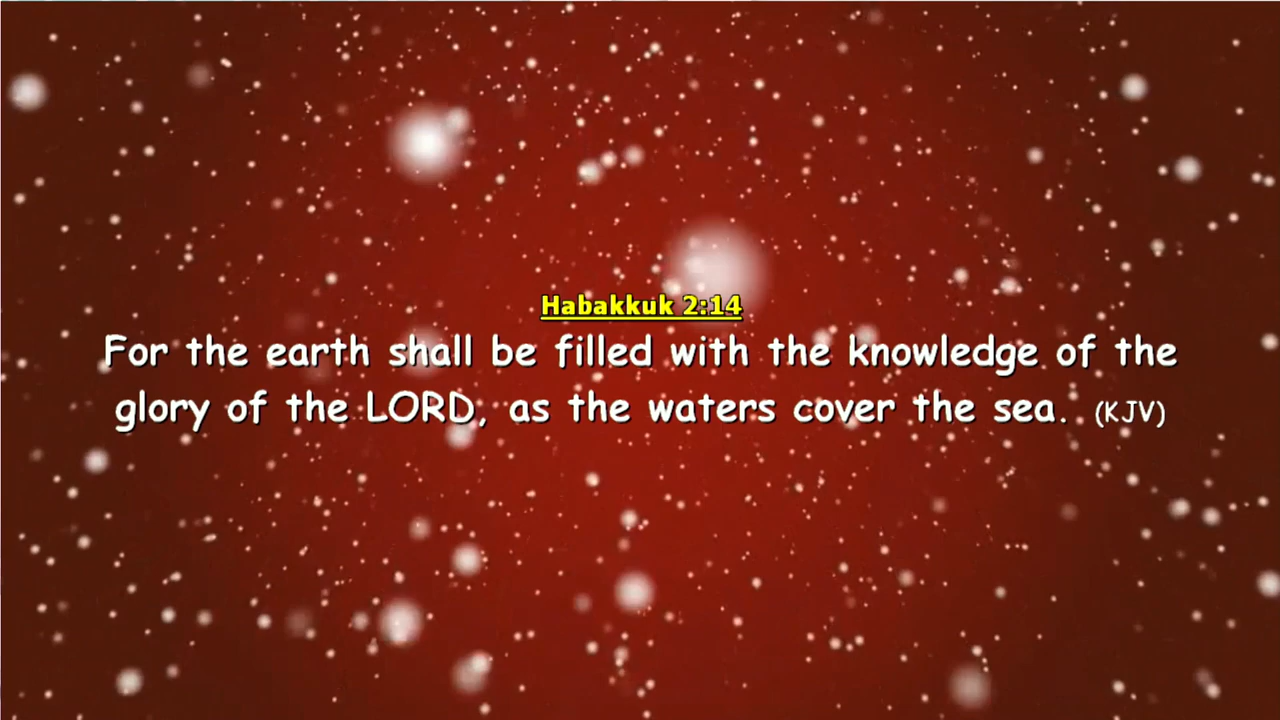 Habakkuk 2:14
For the earth shall be filled with the knowledge of the
glory of the LORD, as the waters cover the sea. (KJV)